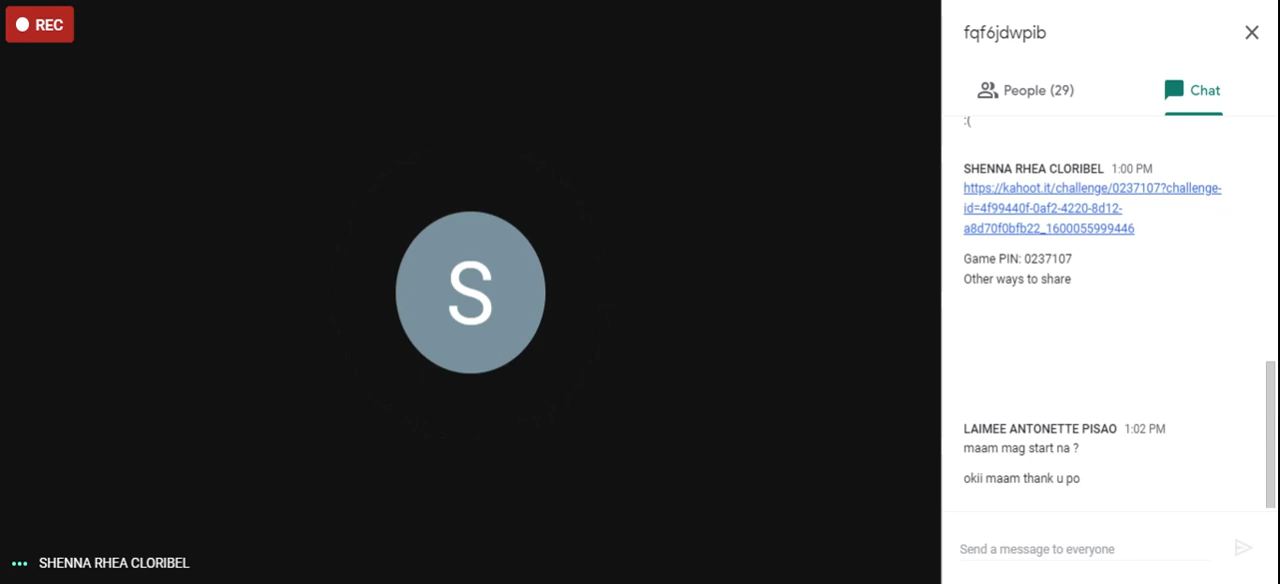 REC
S
SHENNA RHEA CLORIBEL
fqf6jdwpib
People (29)
Chat
:(
SHENNA RHEA CLORIBEL 1:00 PM
https://kahoot.it/challenge/0237107?challenge-
id=4f99440f-0af2-4220-8d12-
a8d70f0bfb22_1600055999446
Game PIN: 0237107
Other ways to share
LAIMEE ANTONETTE PISAO 1:02 PM
maam mag start na ?
okii maam thank u po
Send a message to everyone